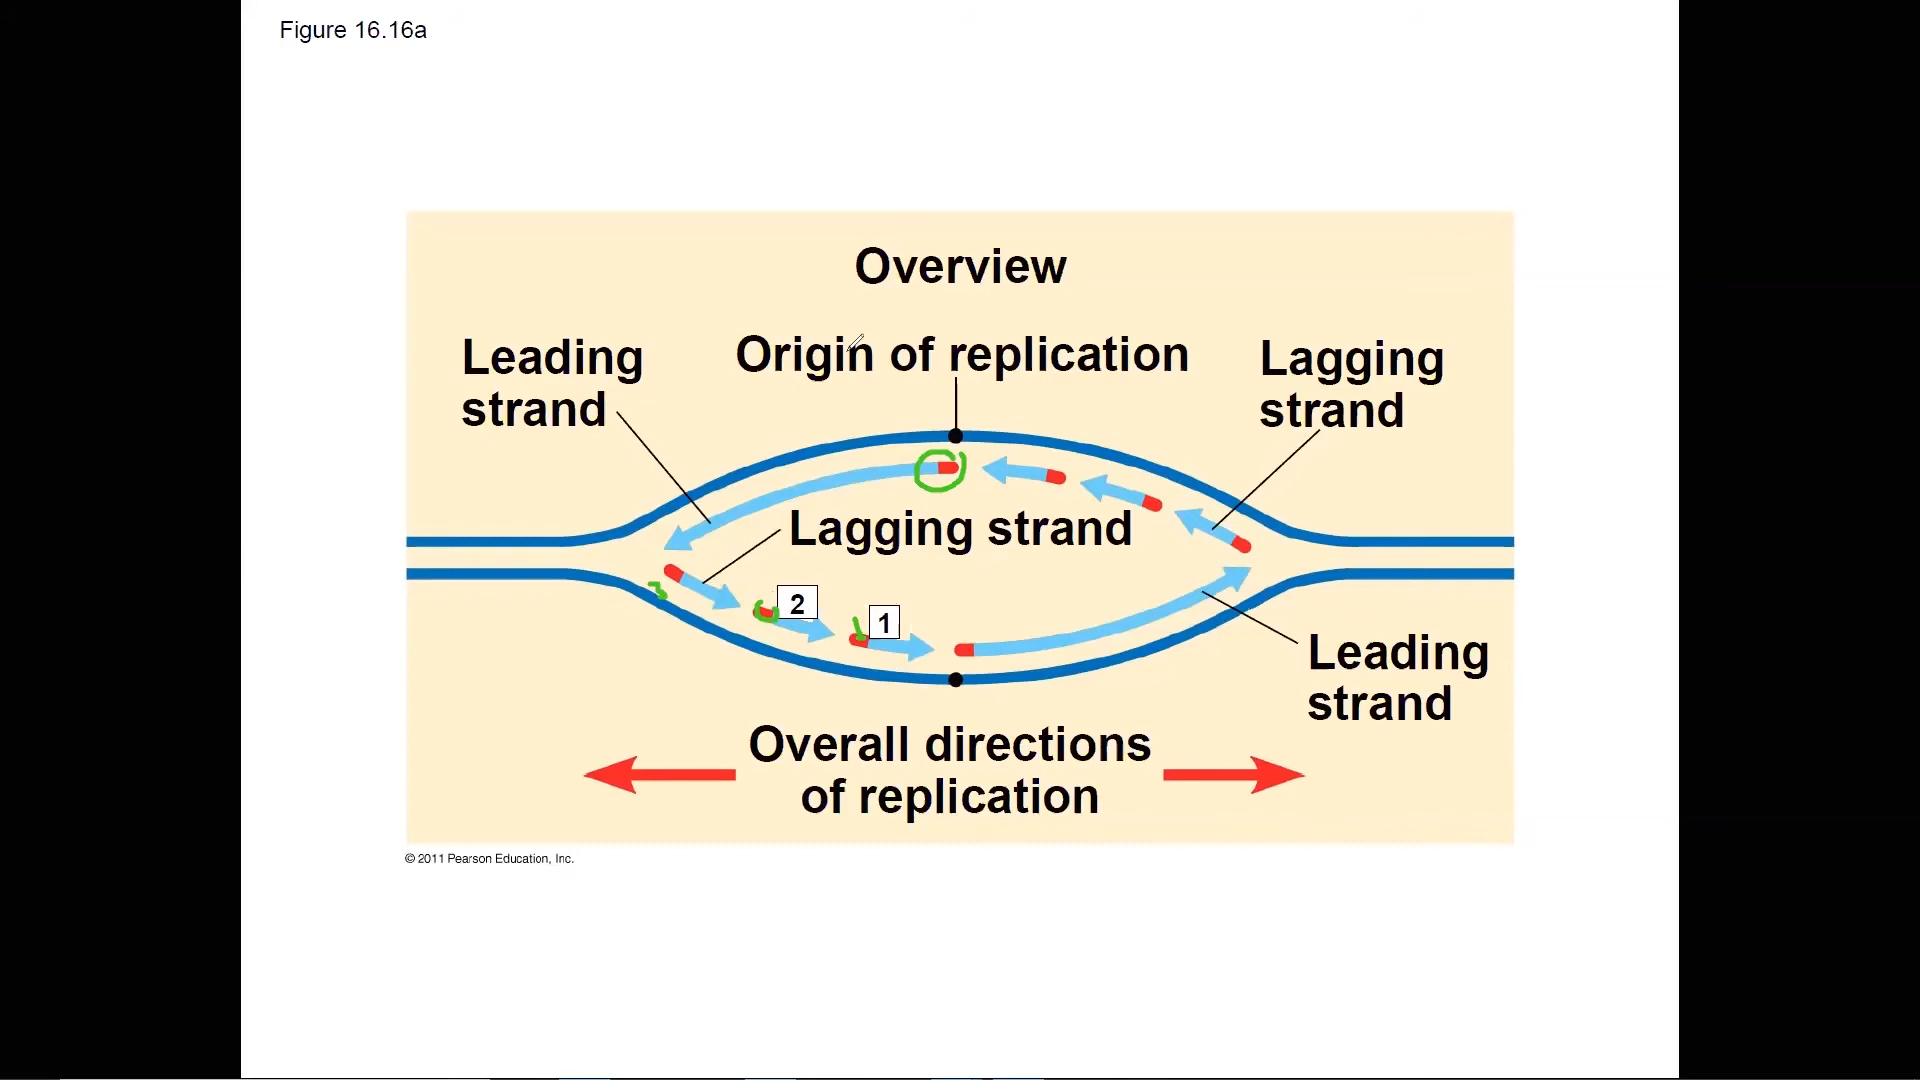 Figure 16.16a
Overview
Leading
strand
Origin of replication
Lagging
strand
Lagging strand
2
1
Leading
strand
Overall directions
of replication
© 2011 Pearson Education, Inc.